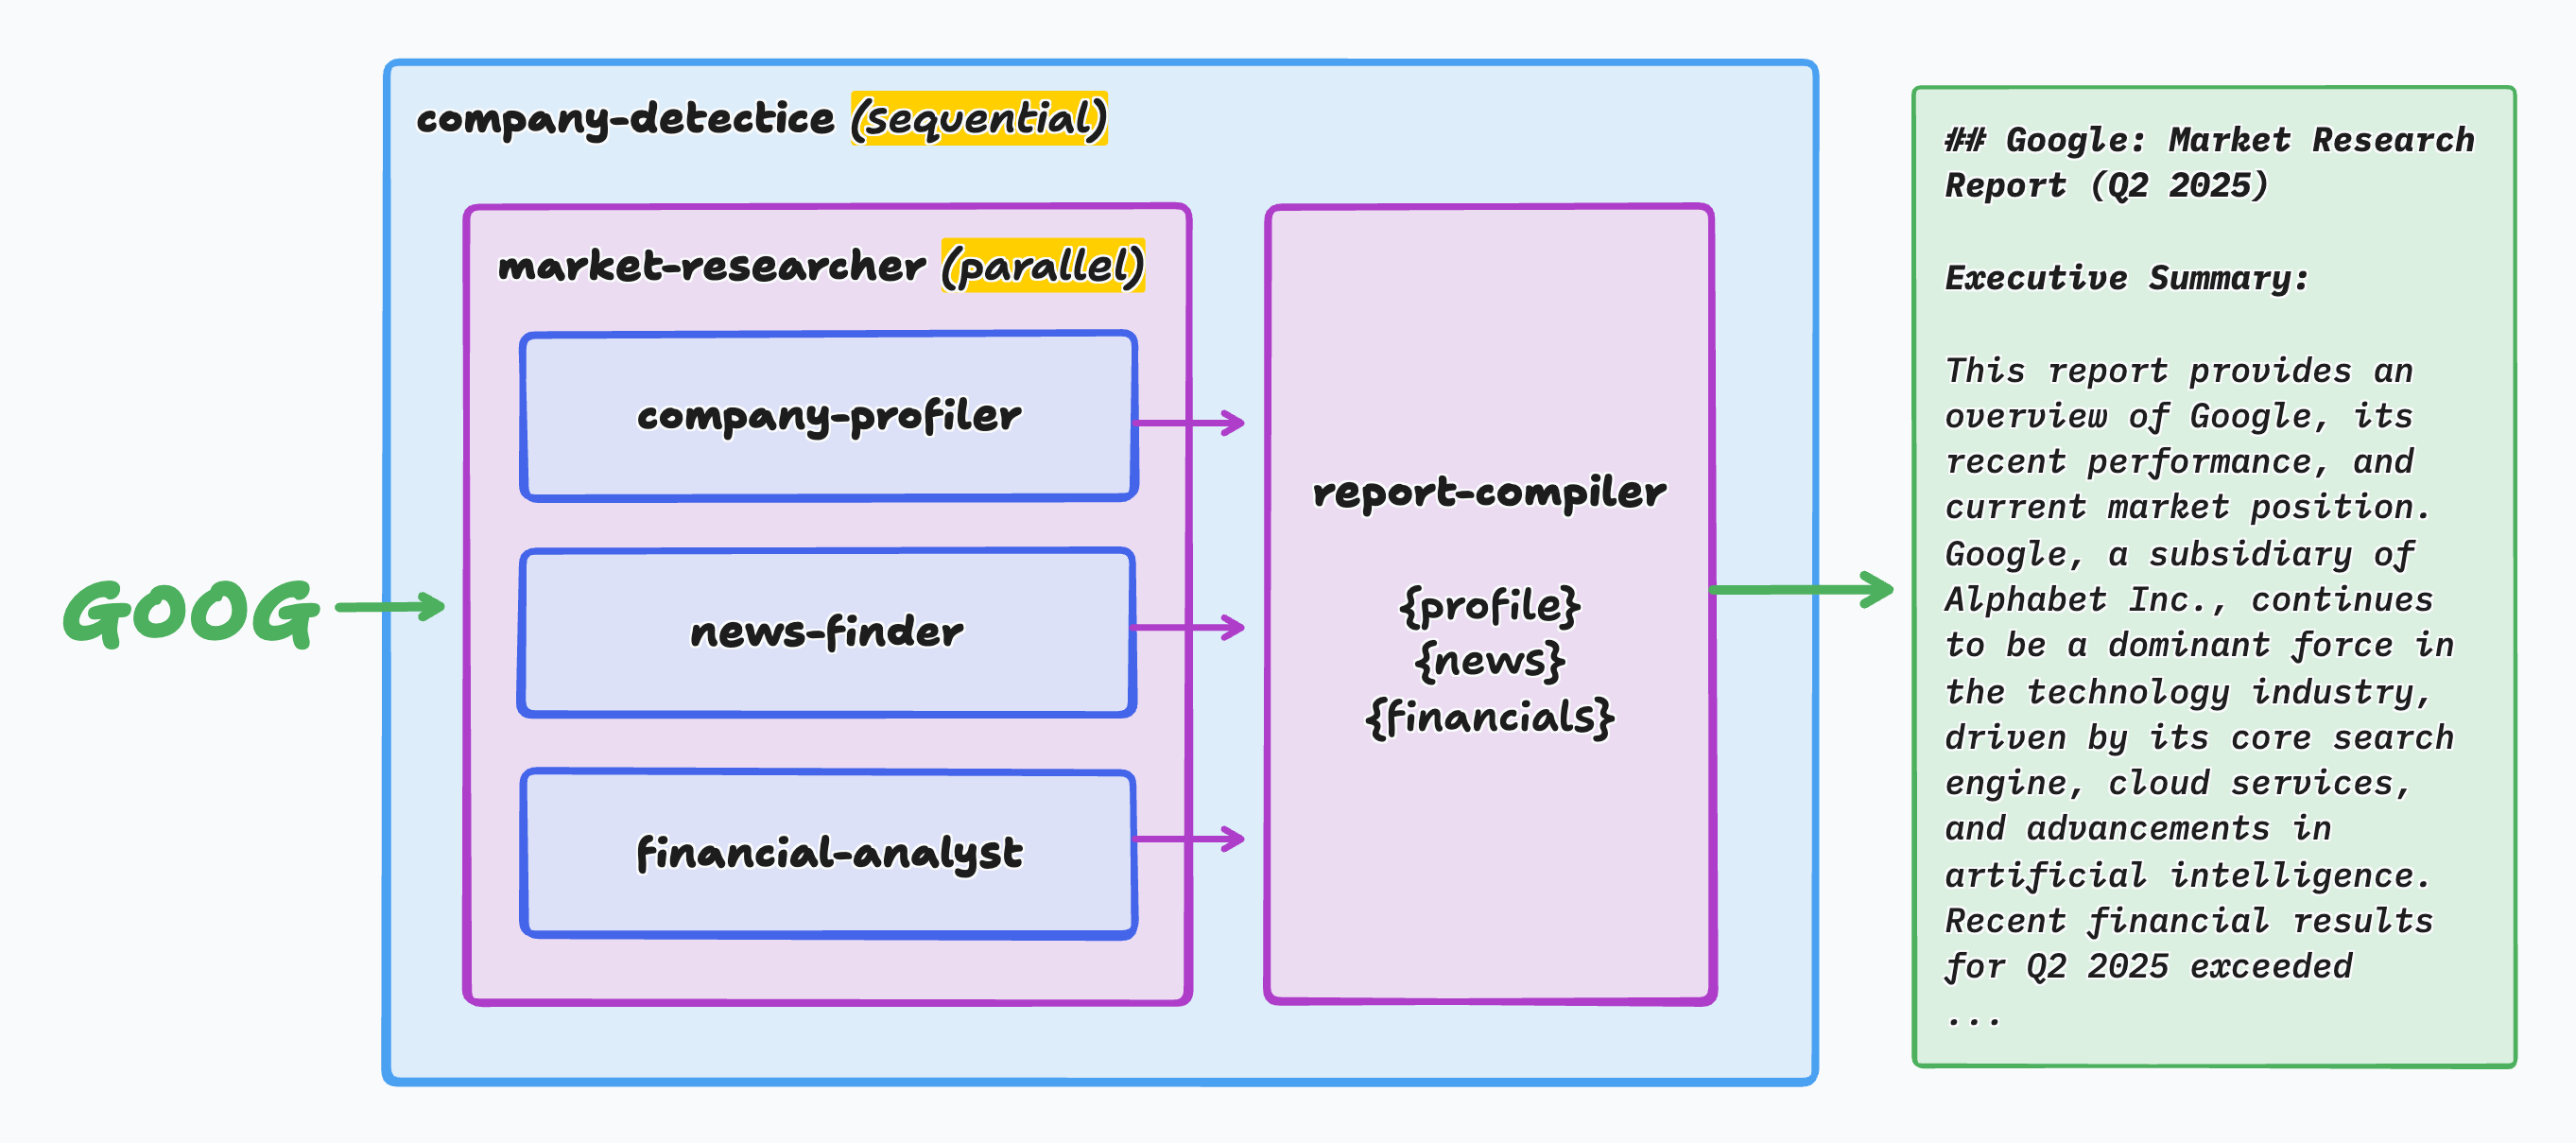 company-detectice (sequential)
market-researcher (parallel)
company-profiler
news-finder
financial-analyst
GOOG
report-compiler
{profile}
{news}
{financials}
## Google: Market Research
Report (Q2 2025)
Executive Summary:
This report provides an
overview of Google, its
recent performance, and
current market position.
Google, a subsidiary of
Alphabet Inc., continues
to be a dominant force in
the technology industry,
driven by its core search
engine, cloud services,
and advancements in
artificial intelligence.
Recent financial results
for Q2 2025 exceeded
...